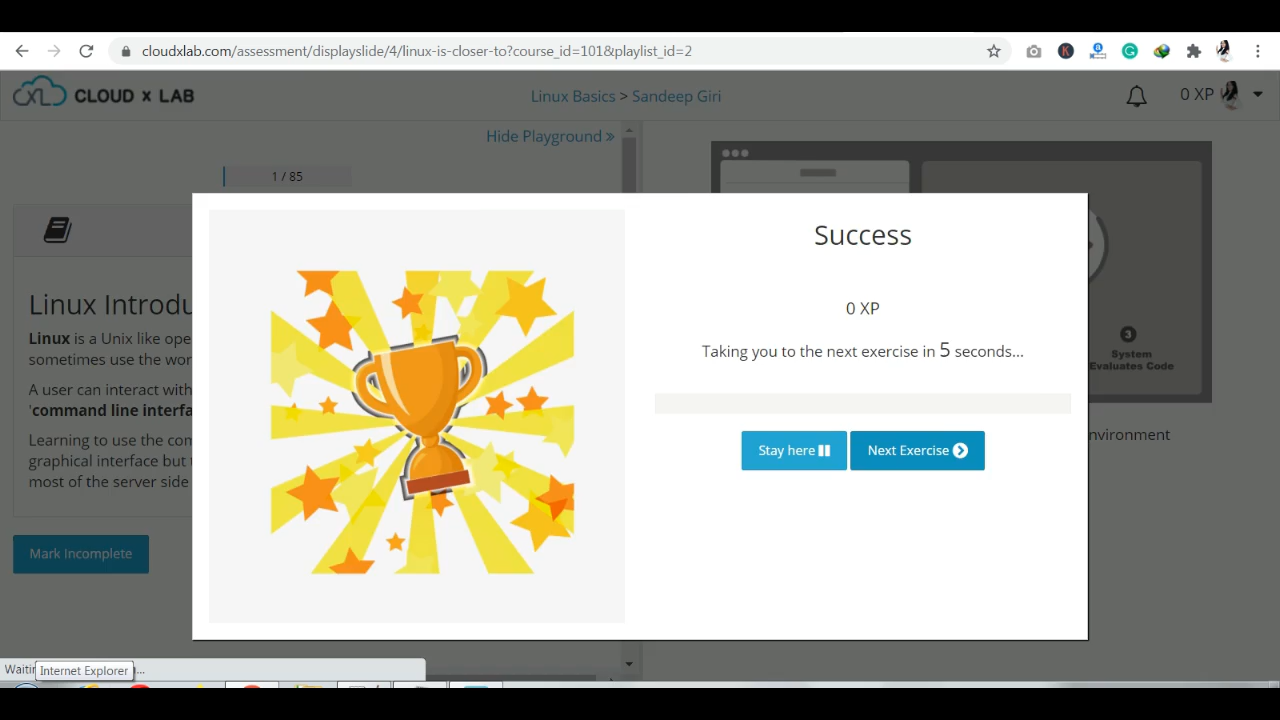 cloudxlab.com/assessment/displayslide/4/linux-is-closer-to?course_id=101&playlist_id=2
CLOUD x LAB
Linux Basics > Sandeep Giri
0 XP
Hide Playground »
1 / 85
Success
Linux Introdu
Linux is a Unix like ope
sometimes use the wor
A user can interact with
'command line interfa
Learning to use the con
graphical interface but
most of the server side
Mark Incomplete
0 XP
Taking you to the next exercise in 5 seconds...
Stay here
Next Exercise
3
System
Evaluates Code
nvironment
Waitin
Internet Explorer
...